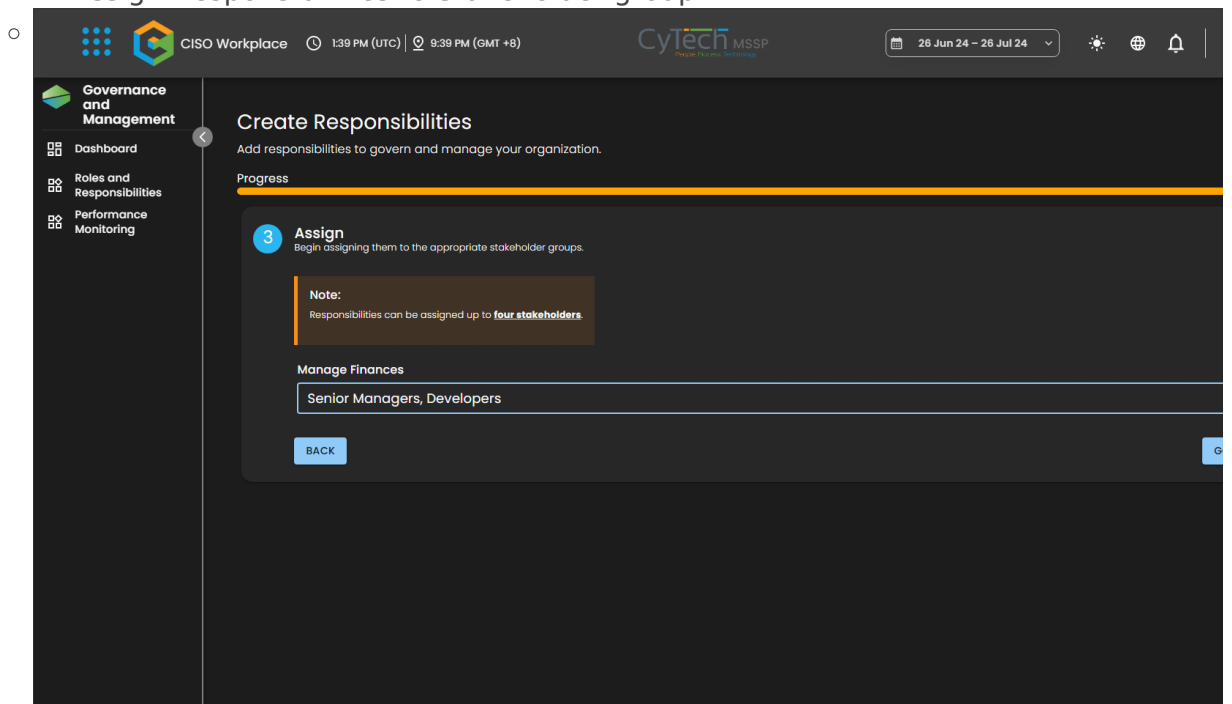 CISO Workplace 1:39 PM (UTC) 9:39 PM (GMT +8) CyTech MSSP 26 Jun 24 – 26 Jul 24
People Process Technology
Governance
and
Management
Dashboard
Roles and
Responsibilities
Performance
Monitoring
Create Responsibilities
Add responsibilities to govern and manage your organization.
Progress
3 Assign
Begin assigning them to the appropriate stakeholder groups.
Note:
Responsibilities can be assigned up to four stakeholders.
Manage Finances
Senior Managers, Developers
BACK